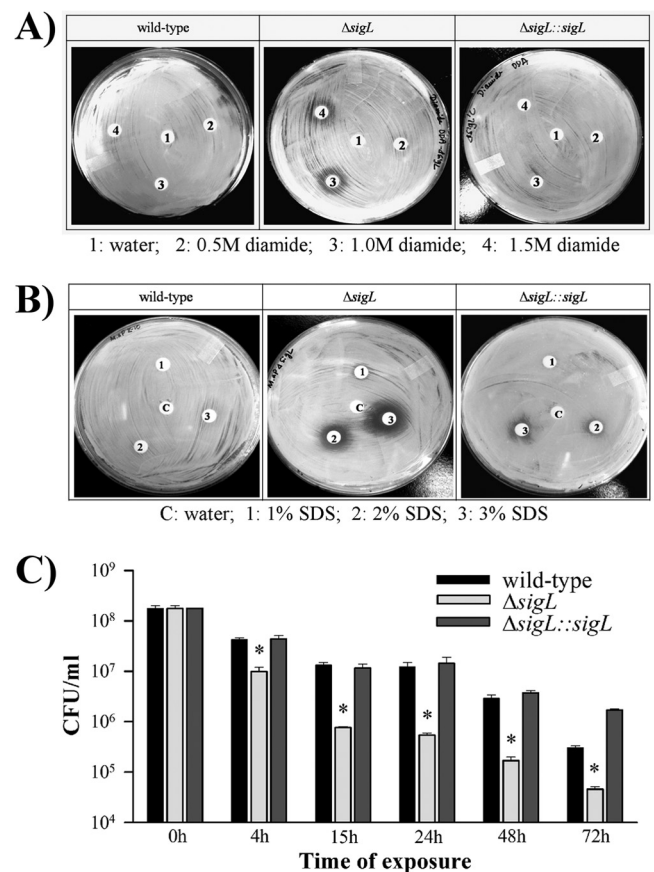 A)
wild-type ΔsigL ΔsigL::sigL
4 1 2 3
4 1 2 3
4 1 2 3
1: water; 2: 0.5M diamide; 3: 1.0M diamide; 4: 1.5M diamide
B)
wild-type ΔsigL ΔsigL::sigL
1 C 3 2
1 C 3 2
1 C 3 2
C: water; 1: 1% SDS; 2: 2% SDS; 3: 3% SDS
C)
wild-type
ΔsigL
ΔsigL::sigL
CFU/ml
10⁹
10⁸
10⁷
10⁶
10⁵
10⁴
* * * * *
0h 4h 15h 24h 48h 72h
Time of exposure